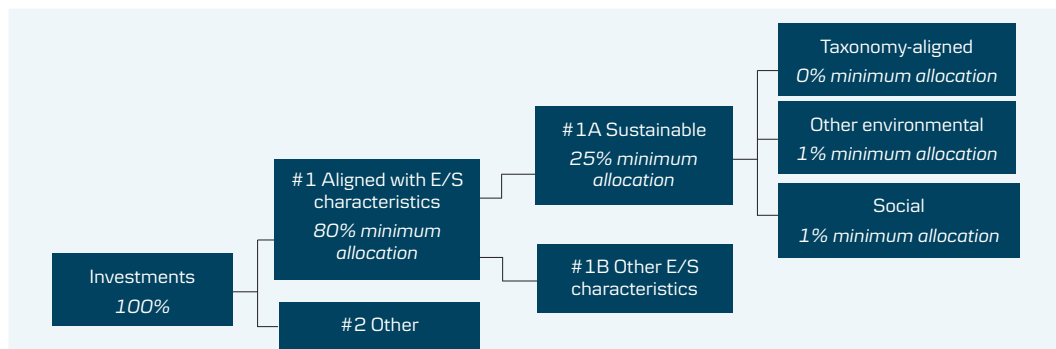 Investments
100%
#1 Aligned with E/S
characteristics
80% minimum
allocation
#2 Other
#1A Sustainable
25% minimum
allocation
#1B Other E/S
characteristics
Taxonomy-aligned
0% minimum allocation
Other environmental
1% minimum allocation
Social
1% minimum allocation